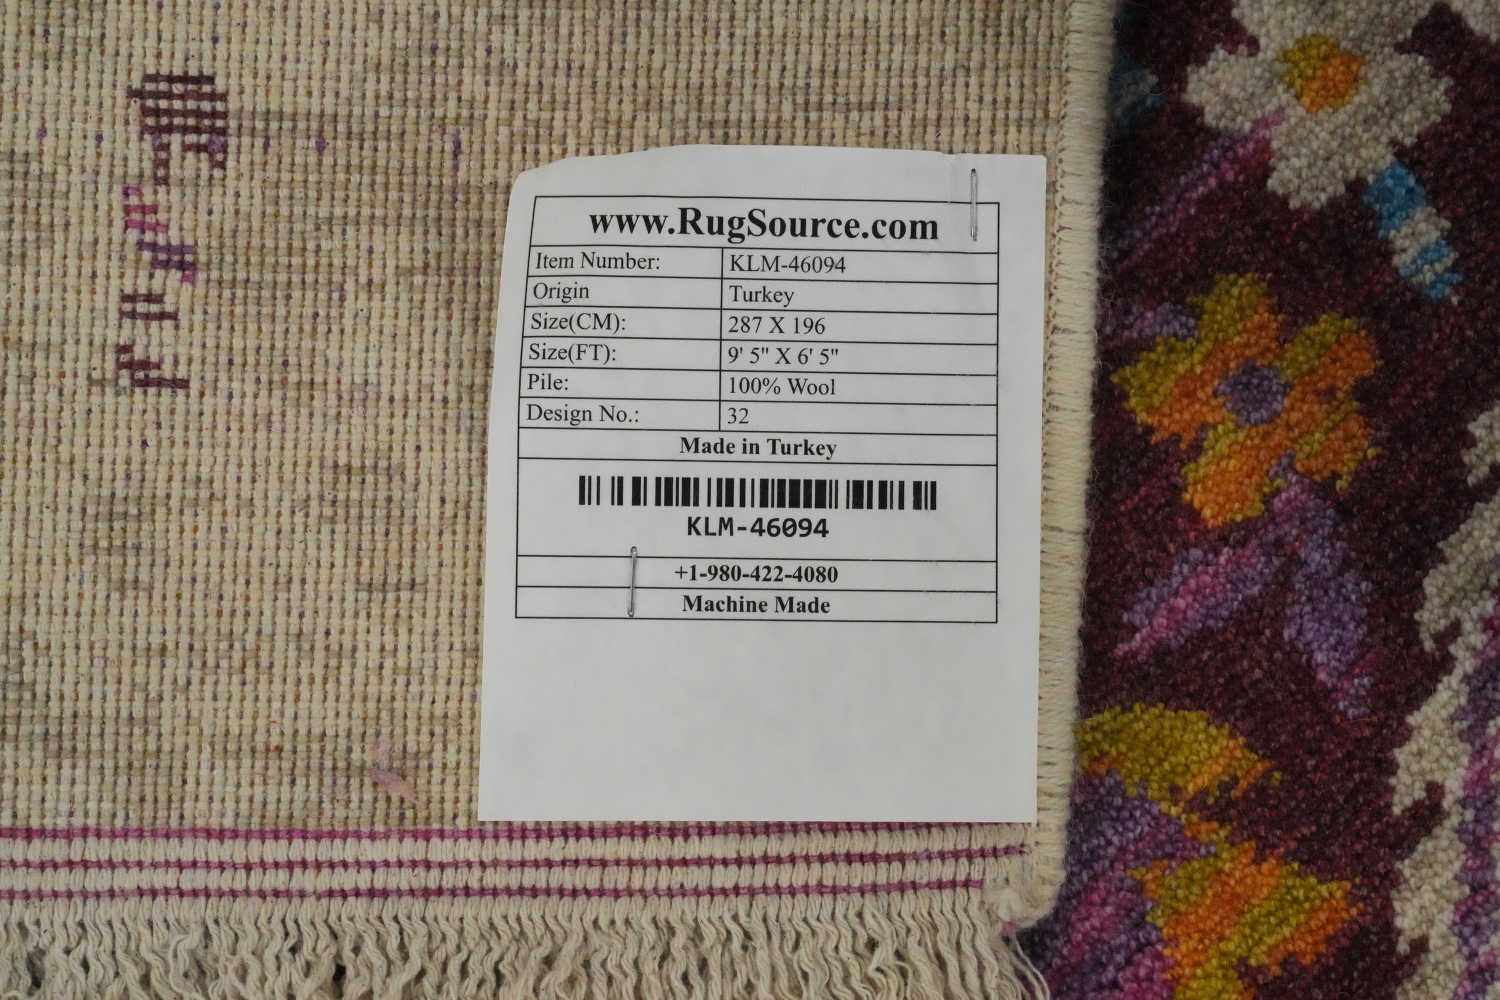 www.RugSource.com
Item Number: KLM-46094
Origin Turkey
Size(CM): 287 X 196
Size(FT): 9' 5" X 6' 5"
Pile: 100% Wool
Design No.: 32
Made in Turkey
KLM-46094
+1-980-422-4080
Machine Made